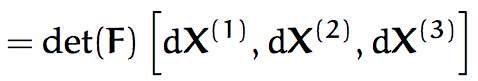 = det(F) [dX⁽¹⁾, dX⁽²⁾, dX⁽³⁾]